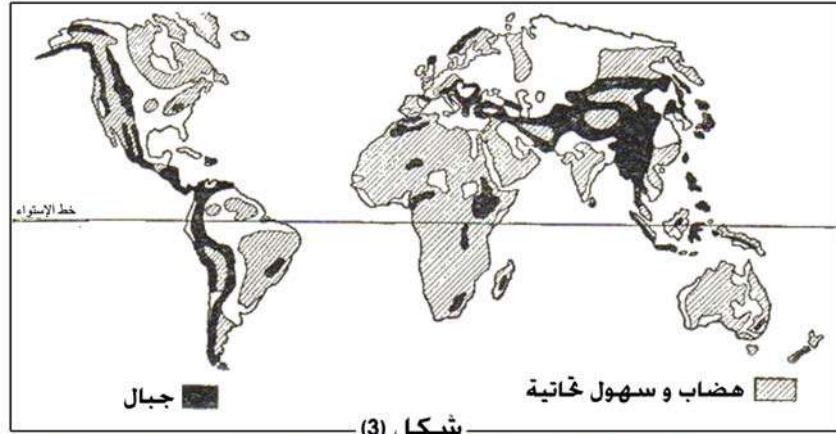 خط الإستواء
هضاب و سهول تحاتية
جبال
شكل (3)